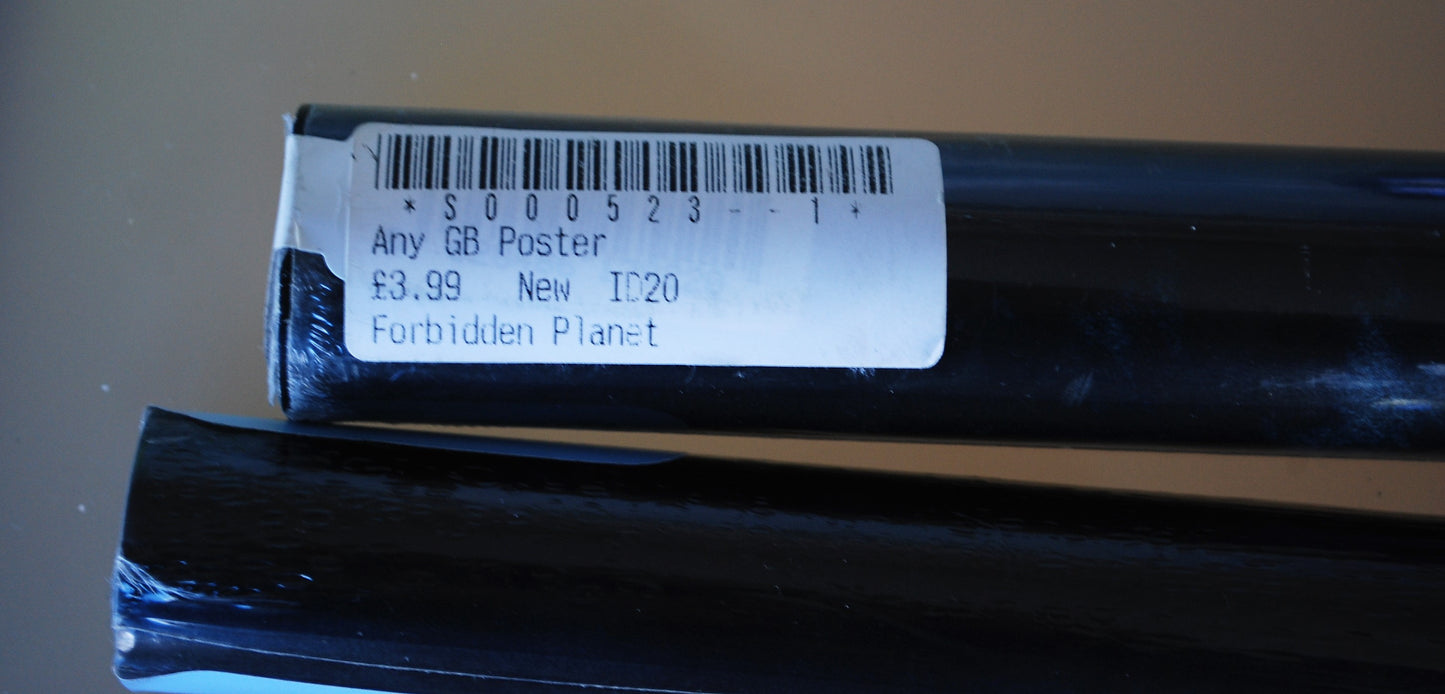 *S000523--1*
Any GB Poster
£3.99 New ID20
Forbidden Planet